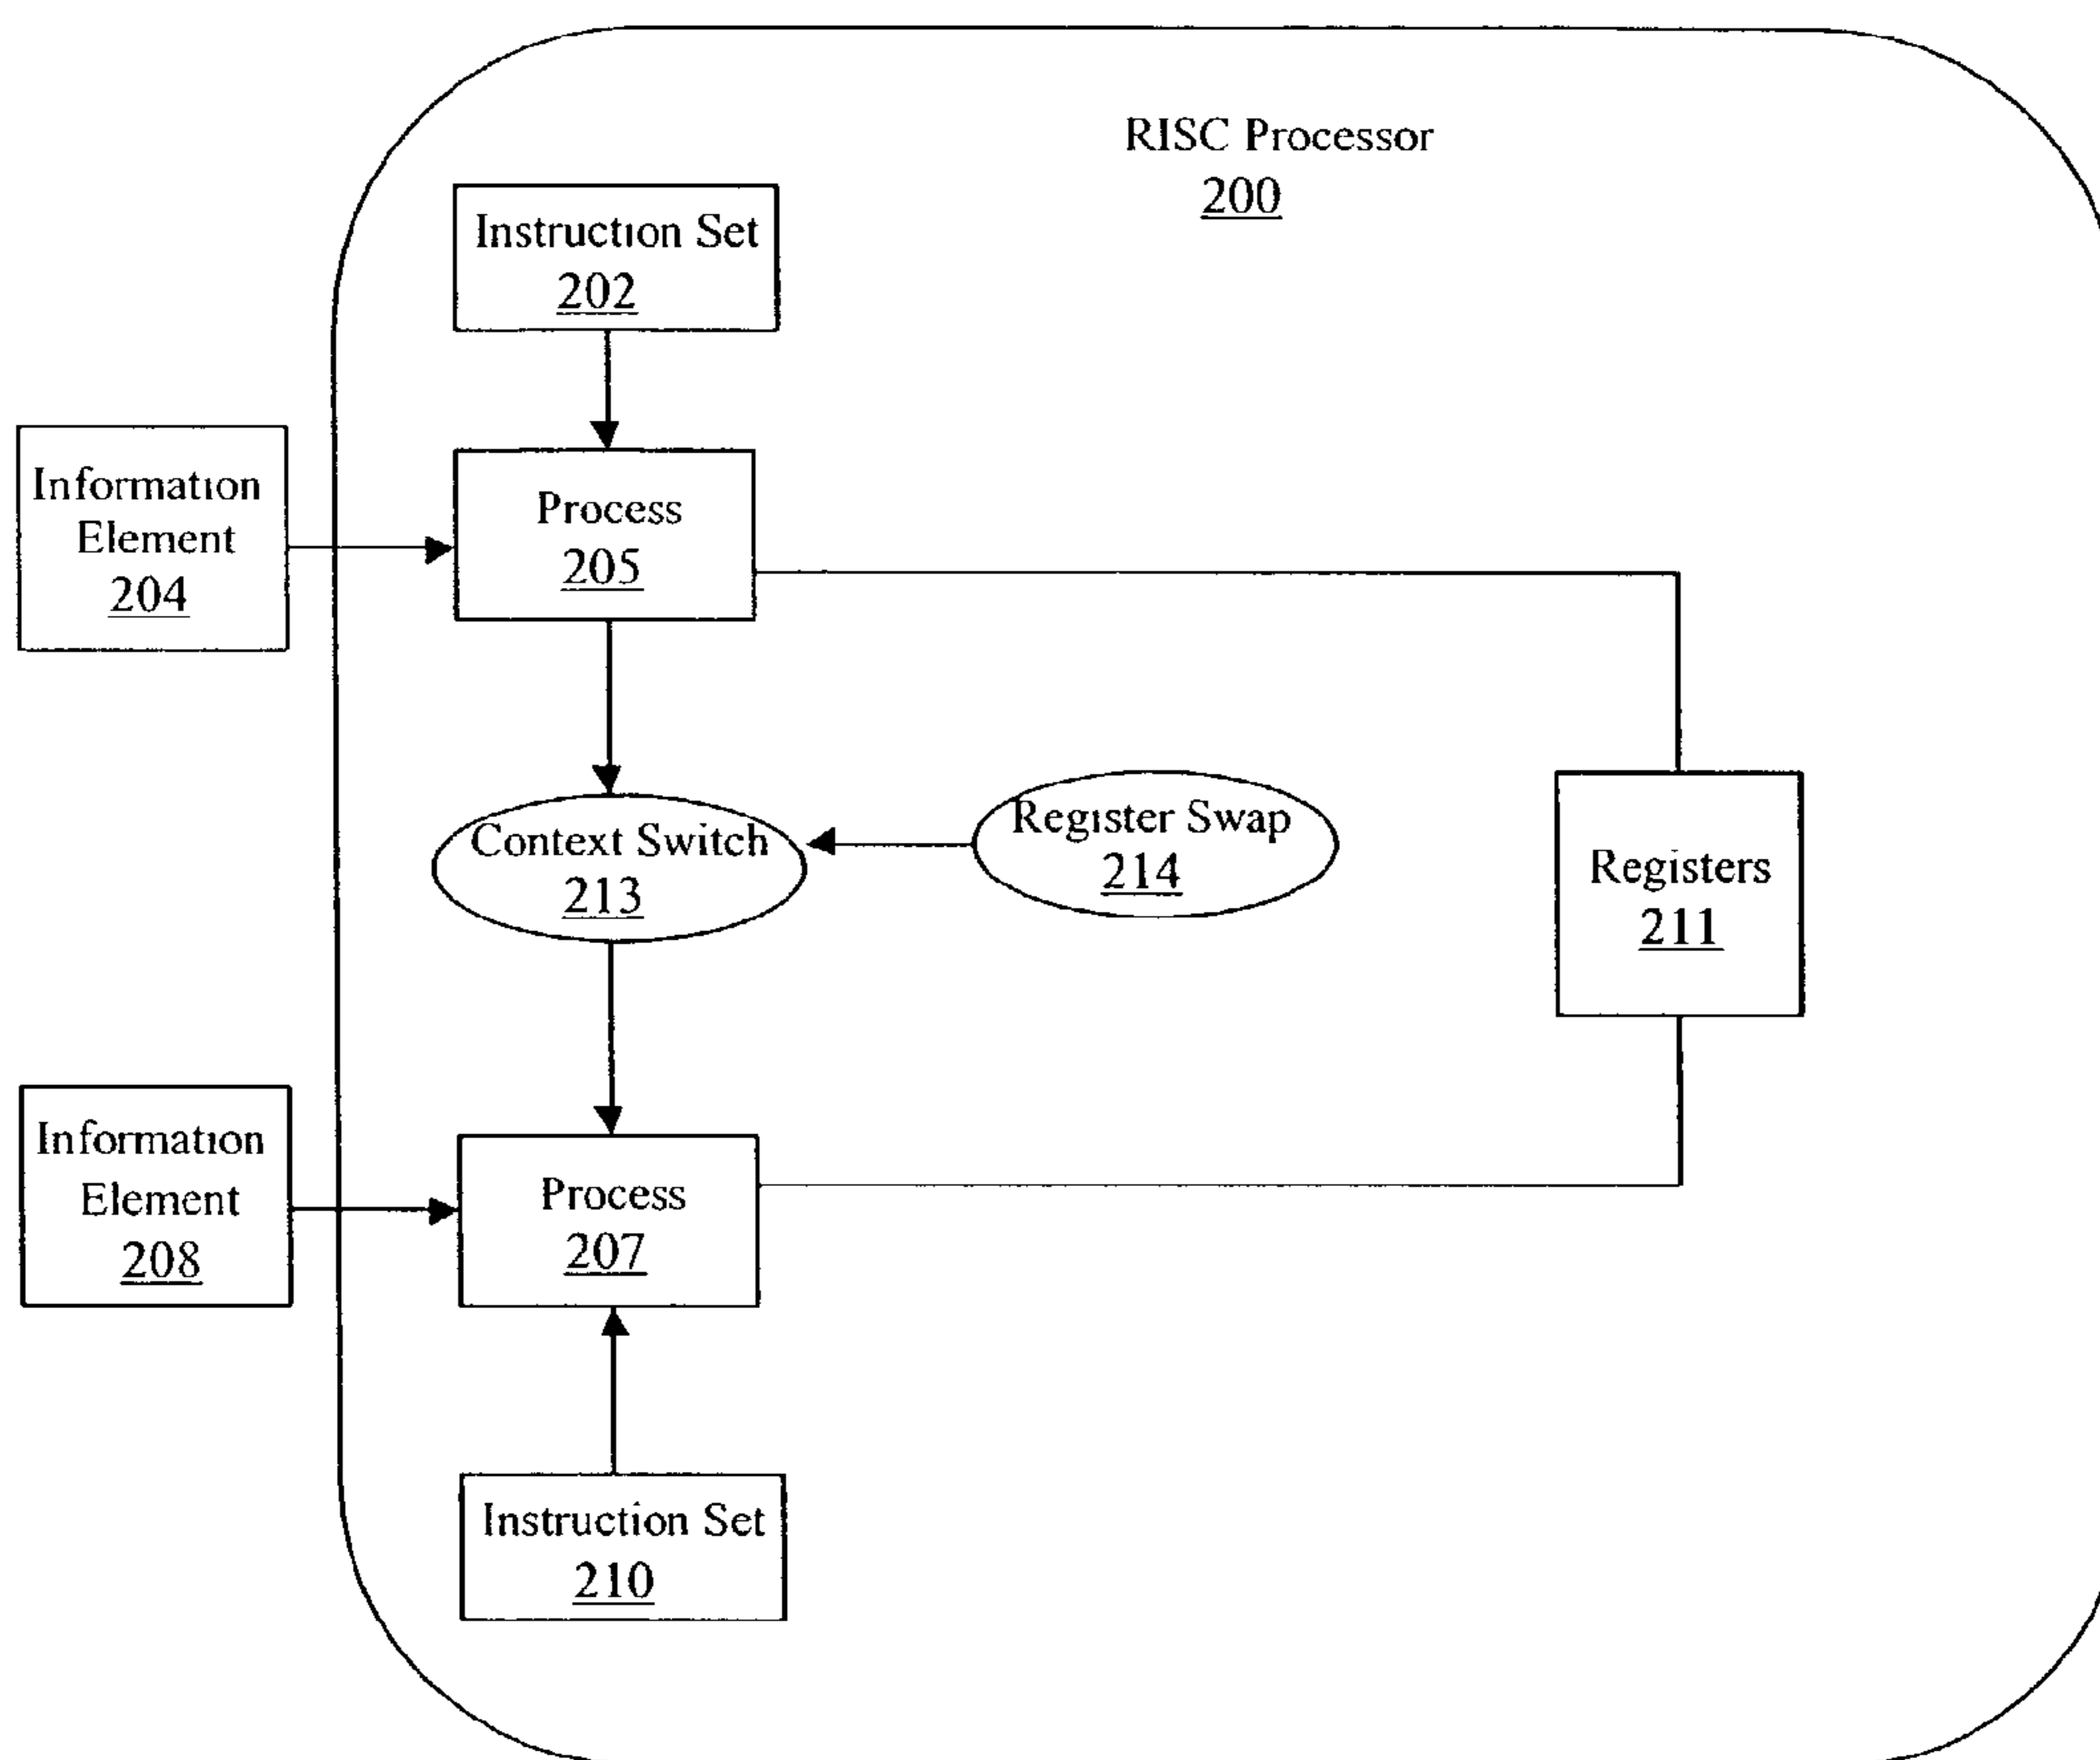 RISC Processor
200
Instruction Set
202
Information
Element
204
Process
205
Context Switch
213
Register Swap
214
Registers
211
Information
Element
208
Process
207
Instruction Set
210